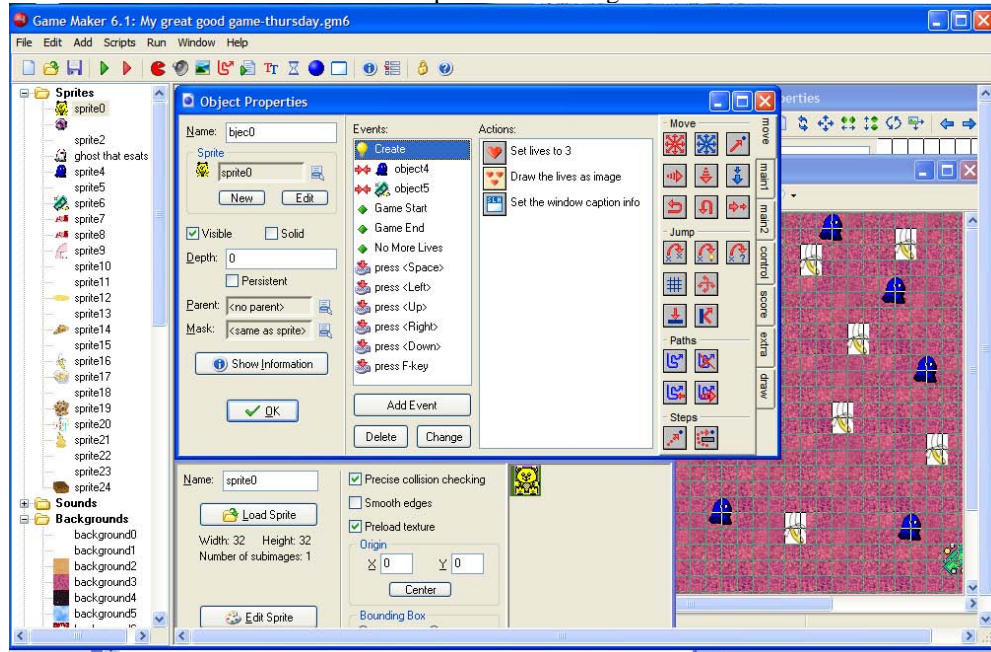 Game Maker 6.1: My great good game-thursday.gm6
File Edit Add Scripts Run Window Help
Sprites
sprite0
sprite2
ghost that esats
sprite4
sprite5
sprite6
sprite7
sprite8
sprite9
sprite10
sprite11
sprite12
sprite13
sprite14
sprite15
sprite16
sprite17
sprite18
sprite19
sprite20
sprite21
sprite22
sprite23
sprite24
Sounds
Backgrounds
background0
background1
background2
background3
background4
background5
Object Properties
Name: bjec0
Sprite
sprite0
New Edit
Visible Solid
Depth: 0
Persistent
Parent: <no parent>
Mask: <same as sprite>
Show Information
OK
Events:
Create
object4
object5
Game Start
Game End
No More Lives
press <Space>
press <Left>
press <Up>
press <Right>
press <Down>
press F-key
Add Event
Delete Change
Actions:
Set lives to 3
Draw the lives as image
Set the window caption info
Move
Jump
Paths
Steps
move
main1
main2
control
score
extra
draw
perties
Name: sprite0
Load Sprite
Width: 32 Height: 32
Number of subimages: 1
Edit Sprite
Precise collision checking
Smooth edges
Preload texture
Origin
X 0 Y 0
Center
Bounding Box